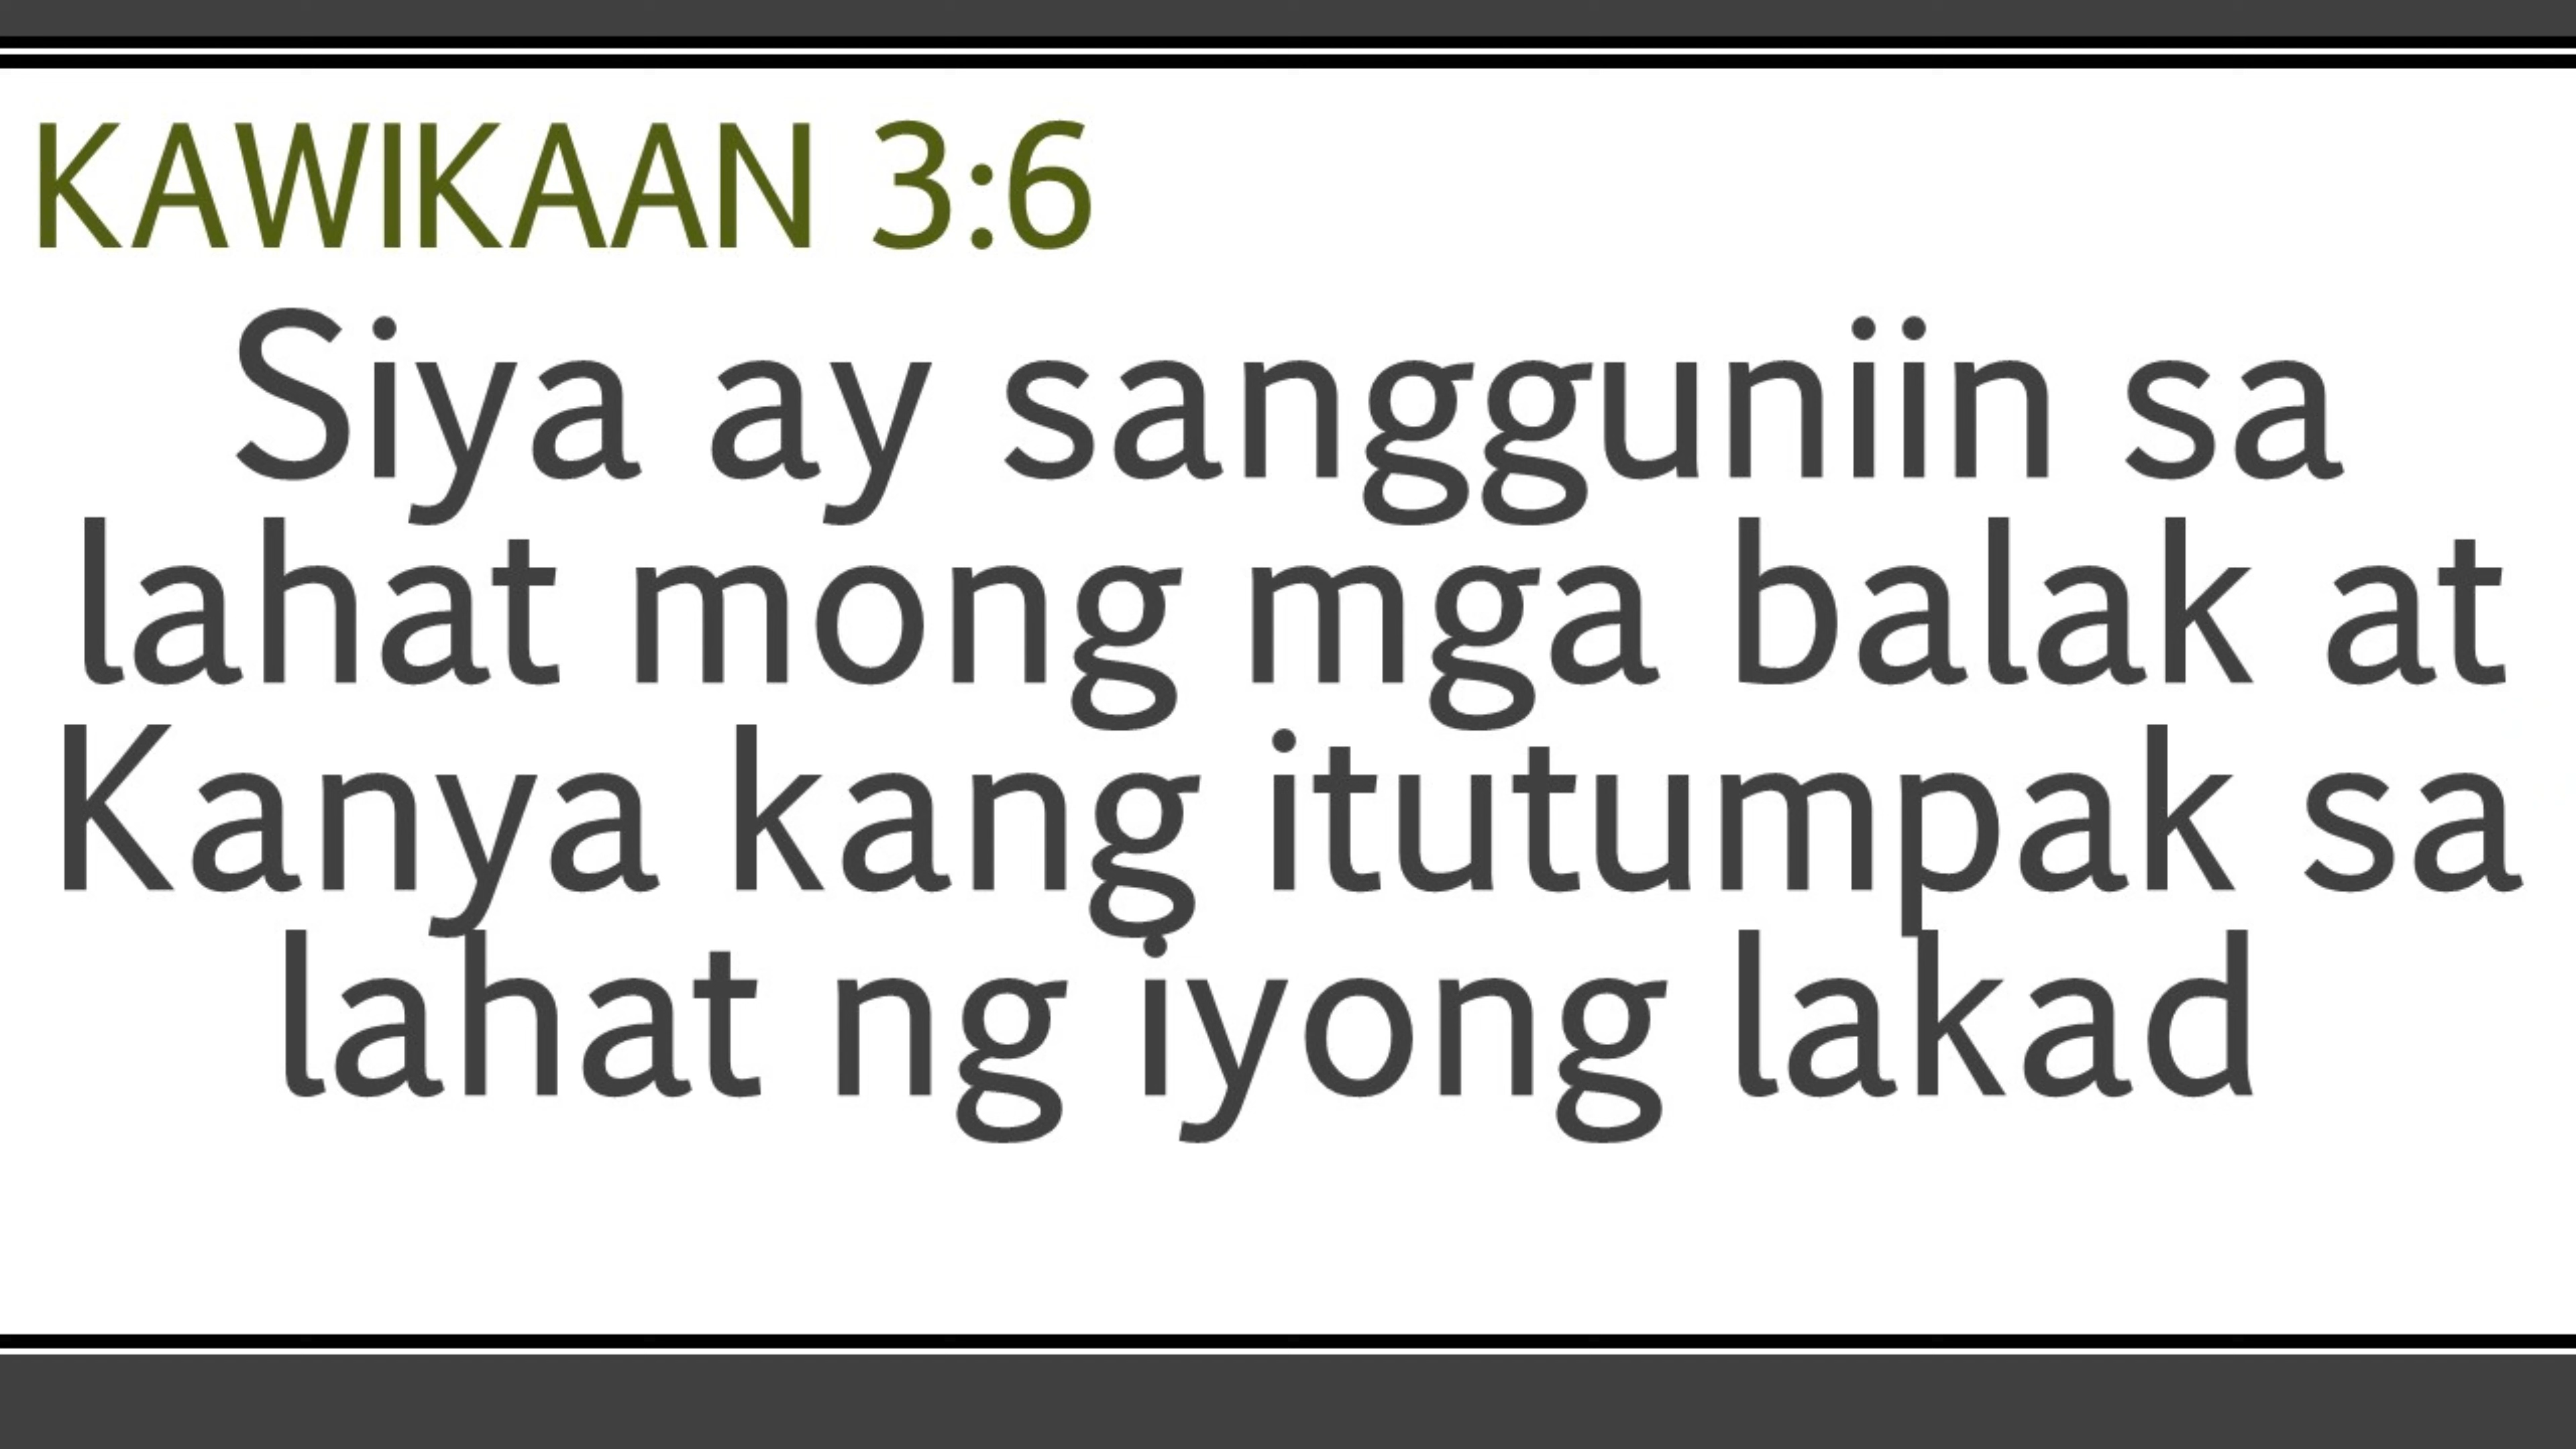 KAWIKAAN 3:6
Siya ay sangguniin sa
lahat mong mga balak at
Kanya kang itutumpak sa
lahat ng iyong lakad